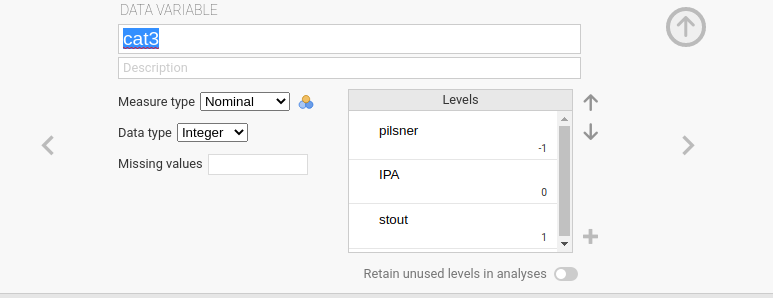 DATA VARIABLE
cat3
Description
Measure type Nominal
Levels
Data type Integer
Missing values
pilsner
-1
IPA
0
stout
1
Retain unused levels in analyses